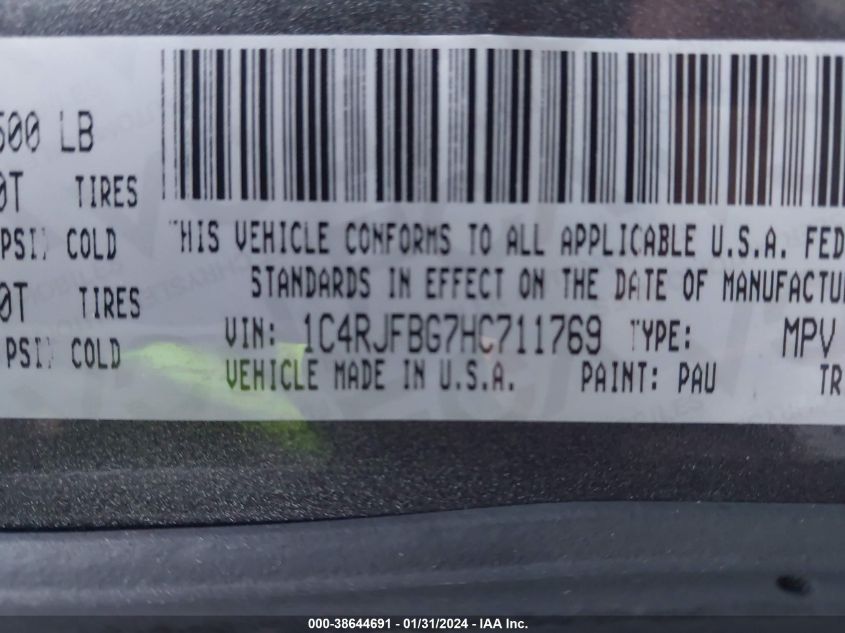 500 LB
0T TIRES
PSI) COLD
0T TIRES
PSI) COLD
THIS VEHICLE CONFORMS TO ALL APPLICABLE U.S.A. FED
STANDARDS IN EFFECT ON THE DATE OF MANUFACTU
VIN: 1C4RJFBG7HC711769 TYPE: MPV
VEHICLE MADE IN U.S.A. PAINT: PAU TR
000-38644691 - 01/31/2024 - IAA Inc.